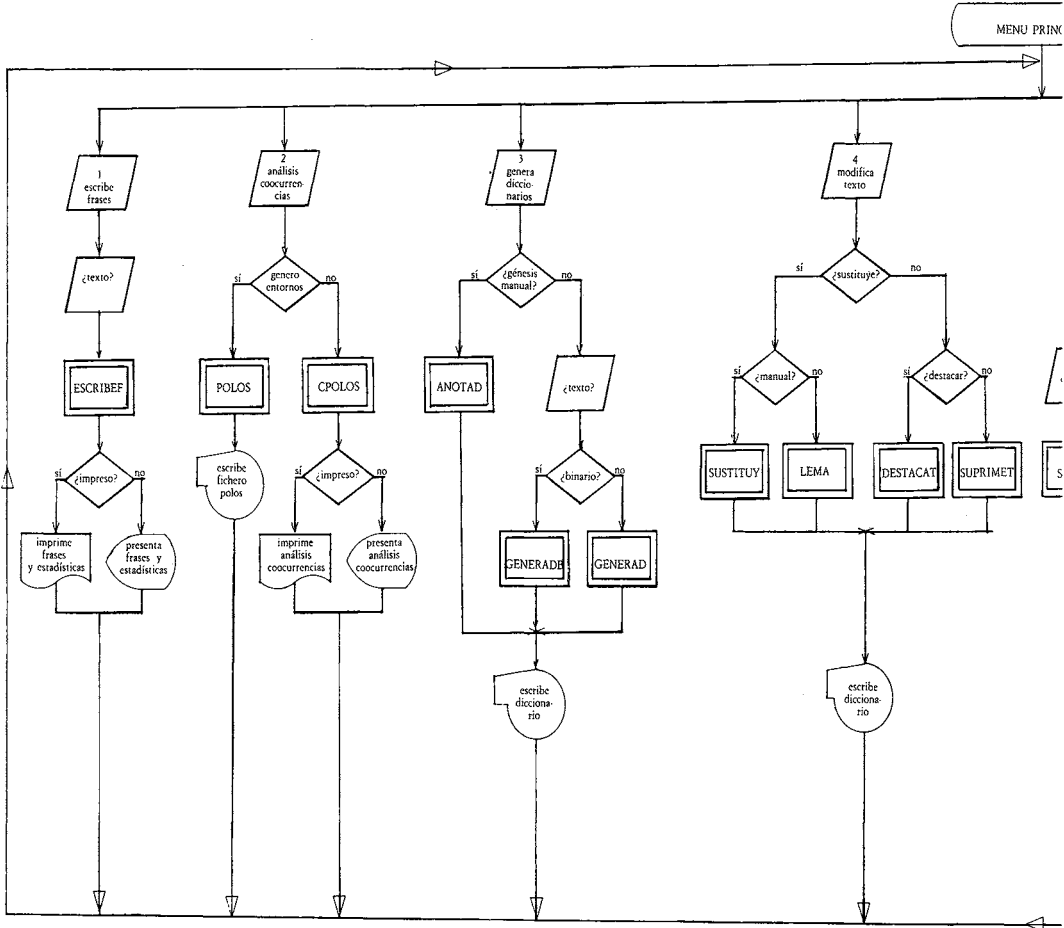 MENU PRINC
1
escribe
frases
¿texto?
ESCRIBEF
sí
¿impreso?
no
imprime
frases
y estadísticas
presenta
frases y
estadísticas
2
análisis
coocurren-
cias
sí
genero
entornos
no
POLOS
CPOLOS
escribe
fichero
polos
sí
¿impreso?
no
imprime
análisis
coocurrencias
presenta
análisis
coocurrencias
3
genera
diccio-
narios
sí
¿génesis
manual?
no
ANOTAD
¿texto?
sí
¿binario?
no
GENERADB
GENERAD
escribe
dicciona-
rio
4
modifica
texto
sí
¿sustituye?
no
sí
¿manual?
no
sí
¿destacar?
no
SUSTITUY
LEMA
DESTACAT
SUPRIMET
escribe
dicciona-
rio
S